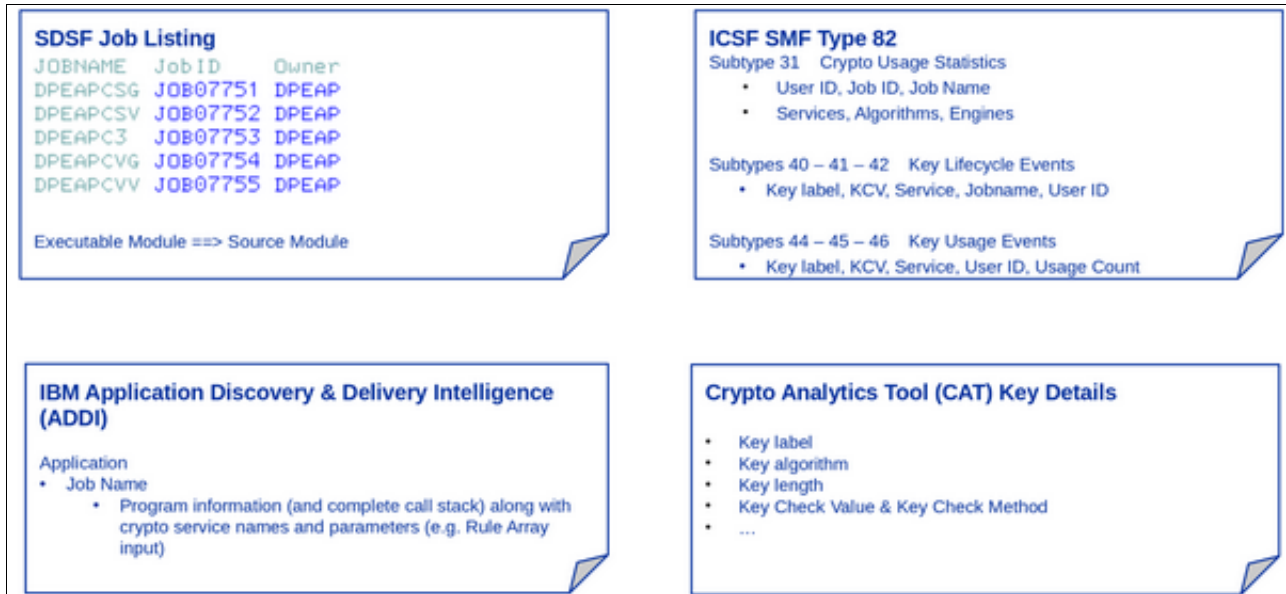 SDSF Job Listing
JOBNAME JobID Owner
DPEAPCSG JOB07751 DPEAP
DPEAPCSV JOB07752 DPEAP
DPEAPC3 JOB07753 DPEAP
DPEAPCVG JOB07754 DPEAP
DPEAPCVV JOB07755 DPEAP
Executable Module ==> Source Module
ICSF SMF Type 82
Subtype 31 Crypto Usage Statistics
• User ID, Job ID, Job Name
• Services, Algorithms, Engines
Subtypes 40 – 41 – 42 Key Lifecycle Events
• Key label, KCV, Service, Jobname, User ID
Subtypes 44 – 45 – 46 Key Usage Events
• Key label, KCV, Service, User ID, Usage Count
IBM Application Discovery & Delivery Intelligence
(ADDI)
Application
• Job Name
• Program information (and complete call stack) along with
crypto service names and parameters (e.g. Rule Array
input)
Crypto Analytics Tool (CAT) Key Details
• Key label
• Key algorithm
• Key length
• Key Check Value & Key Check Method
• ...